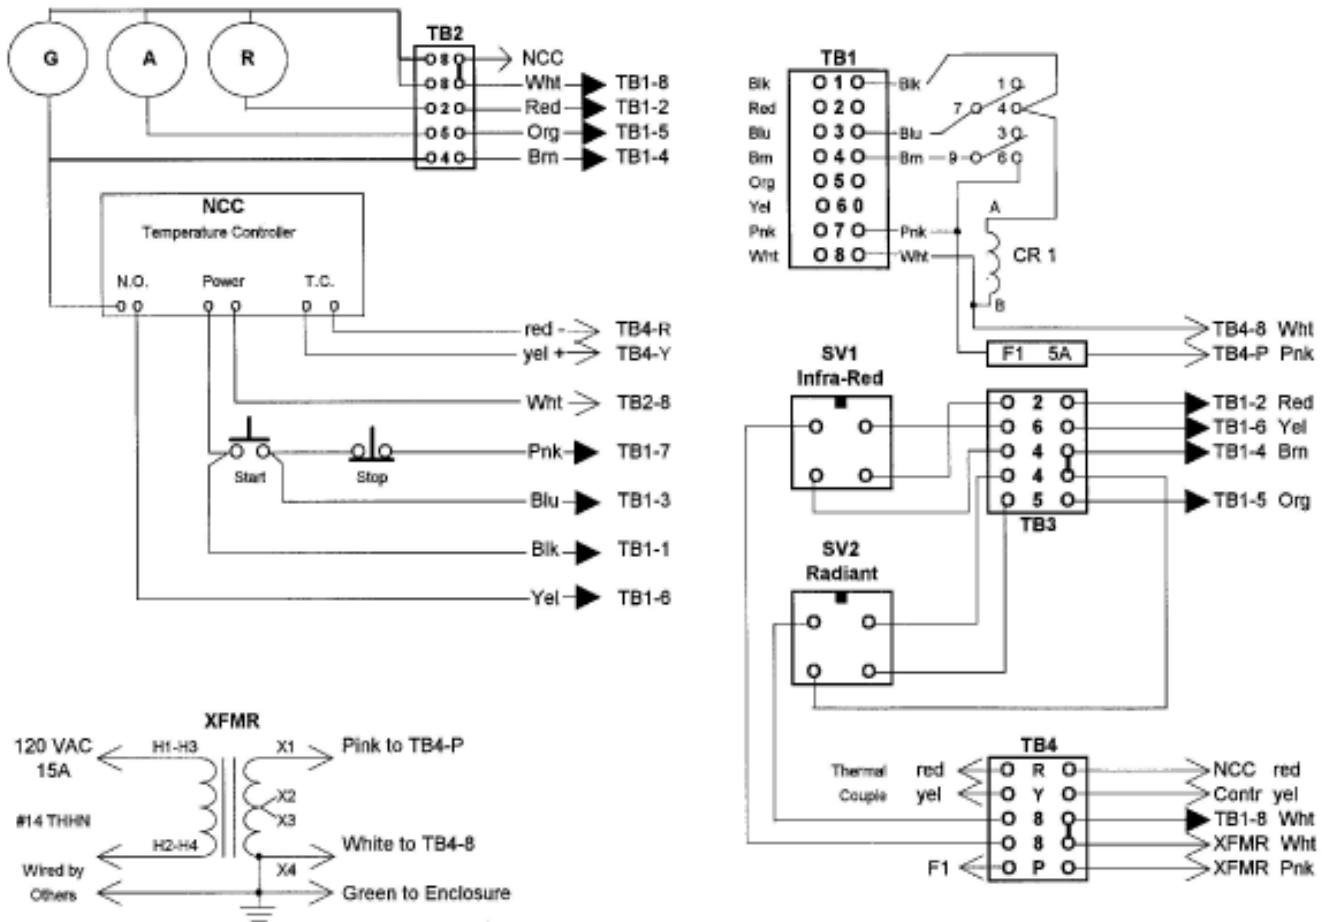 G A R
TB2
8 NCC
8 Wht TB1-8
2 Red TB1-2
5 Org TB1-5
4 Brn TB1-4
NCC
Temperature Controller
N.O. Power T.C.
red - TB4-R
yel + TB4-Y
Wht TB2-8
Pnk TB1-7
Start Stop
Blu TB1-3
Blk TB1-1
Yel TB1-6
TB1
Blk 1 Blk
Red 2
Blu 3 Blu
Brn 4 Brn
Org 5
Yel 6
Pnk 7 Pnk
Wht 8 Wht
1
7 4
3
9 6
A
CR 1
B
TB4-8 Wht
F1 5A TB4-P Pnk
SV1
Infra-Red
2 TB1-2 Red
6 TB1-6 Yel
4 TB1-4 Brn
4
5 TB1-5 Org
TB3
SV2
Radiant
XFMR
120 VAC H1-H3 X1 Pink to TB4-P
15A
X2
#14 THHN X3
H2-H4 White to TB4-8
Wired by X4
Others Green to Enclosure
TB4
Thermal red R NCC red
Couple yel Y Contr yel
8 TB1-8 Wht
8 XFMR Wht
F1 P XFMR Pnk